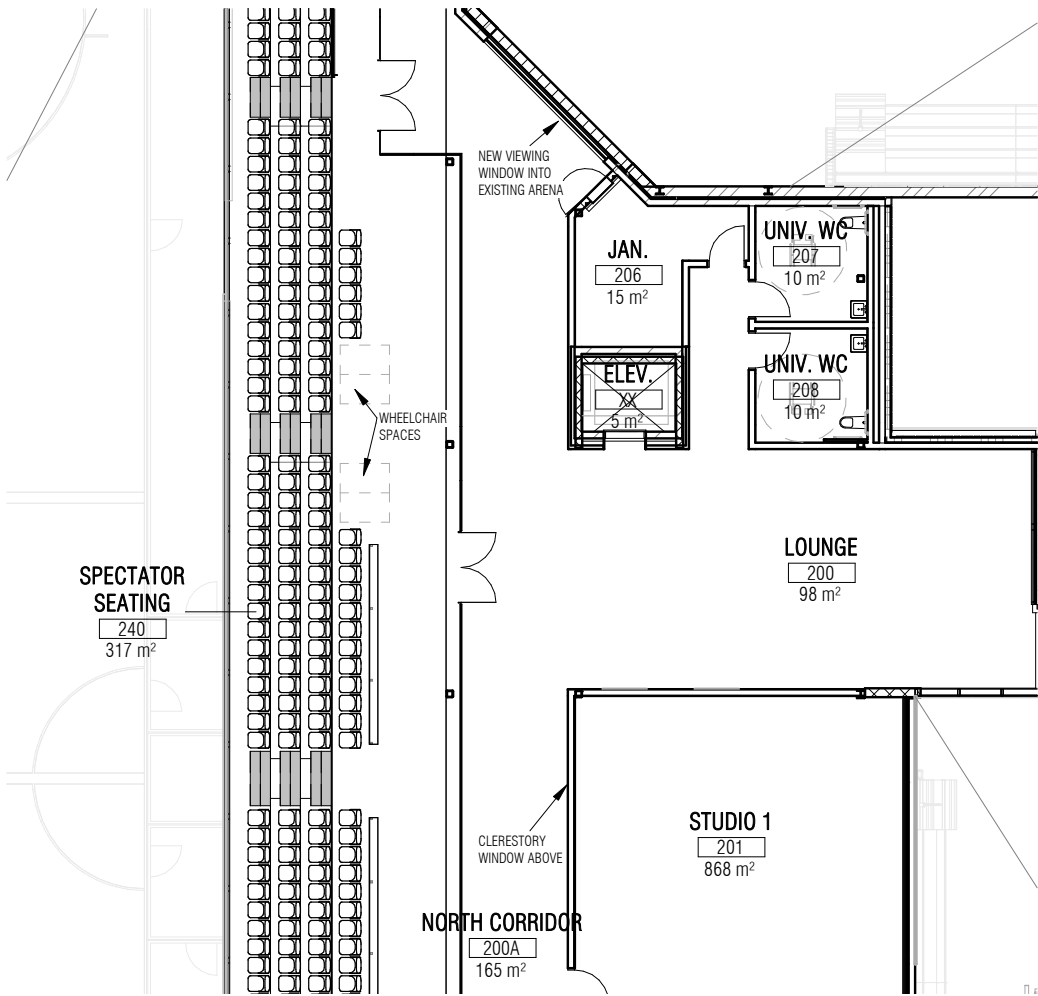 NEW VIEWING
WINDOW INTO
EXISTING ARENA
JAN.
206
15 m²
UNIV. WC
207
10 m²
UNIV. WC
208
10 m²
ELEV.
XX
5 m²
WHEELCHAIR
SPACES
LOUNGE
200
98 m²
SPECTATOR
SEATING
240
317 m²
STUDIO 1
201
868 m²
CLERESTORY
WINDOW ABOVE
NORTH CORRIDOR
200A
165 m²